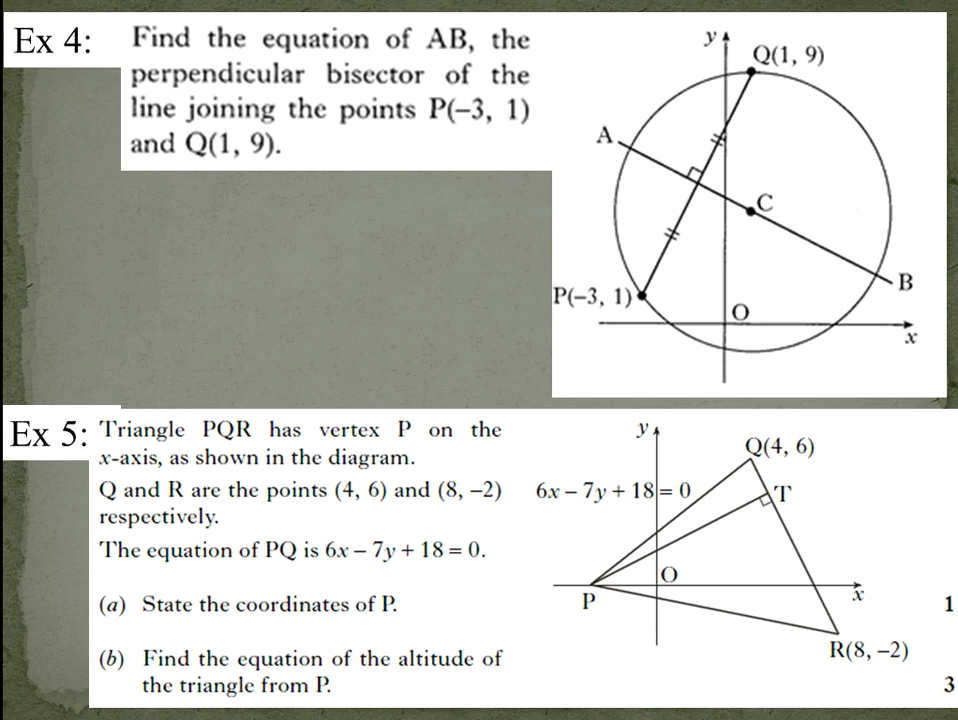 Ex 4:
Find the equation of AB, the
perpendicular bisector of the
line joining the points P(–3, 1)
and Q(1, 9).
y
Q(1, 9)
A
C
B
P(–3, 1)
O
x
Ex 5:
Triangle PQR has vertex P on the
x-axis, as shown in the diagram.
Q and R are the points (4, 6) and (8, –2)
respectively.
The equation of PQ is 6x – 7y + 18 = 0.
(a) State the coordinates of P.
1
(b) Find the equation of the altitude of
the triangle from P.
3
y
Q(4, 6)
6x – 7y + 18 = 0
T
O
P
x
R(8, –2)